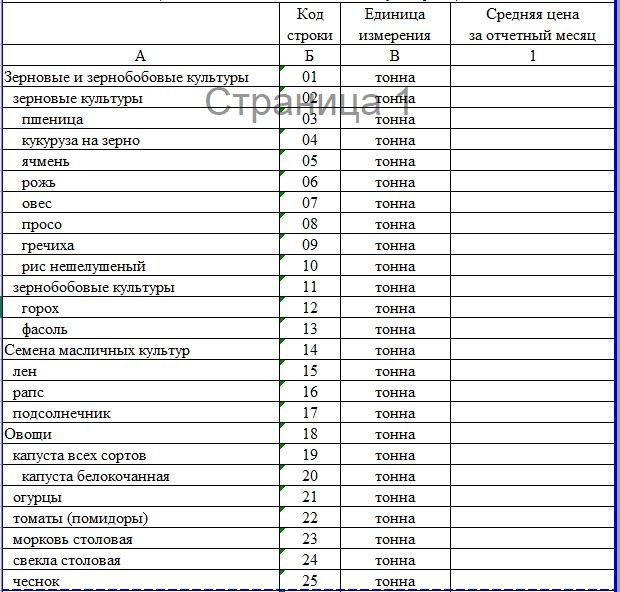 Код Единица Средняя цена
строки измерения за отчетный месяц
А Б В 1
Зерновые и зернобобовые культуры 01 тонна
зерновые культуры 02 тонна
Страница 1
пшеница 03 тонна
кукуруза на зерно 04 тонна
ячмень 05 тонна
рожь 06 тонна
овес 07 тонна
просо 08 тонна
гречиха 09 тонна
рис нешелушеный 10 тонна
зернобобовые культуры 11 тонна
горох 12 тонна
фасоль 13 тонна
Семена масличных культур 14 тонна
лен 15 тонна
рапс 16 тонна
подсолнечник 17 тонна
Овощи 18 тонна
капуста всех сортов 19 тонна
капуста белокочанная 20 тонна
огурцы 21 тонна
томаты (помидоры) 22 тонна
морковь столовая 23 тонна
свекла столовая 24 тонна
чеснок 25 тонна